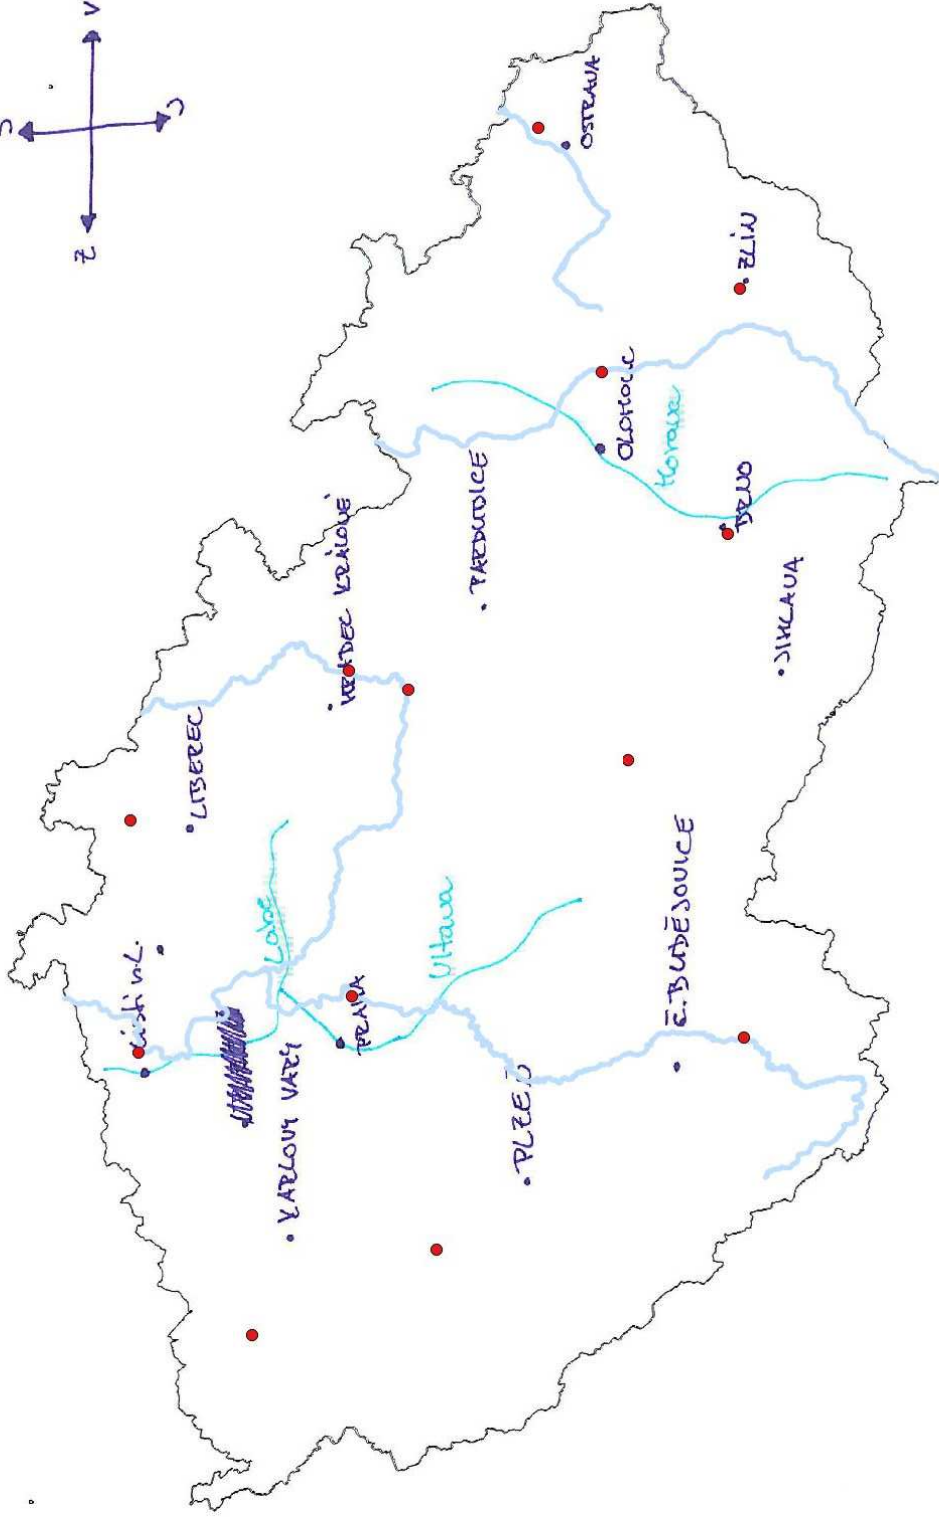 S
Z
V
J
Ústí n.L.
LIBEREC
KARLOVY VARY
Labe
HRADEC KRÁLOVÉ
PRAHA
Vltava
PLZEŇ
PARDUBICE
OSTRAVA
OLOMOUC
Morava
Č. BUDĚJOVICE
JIHLAVA
BRNO
ZLÍN